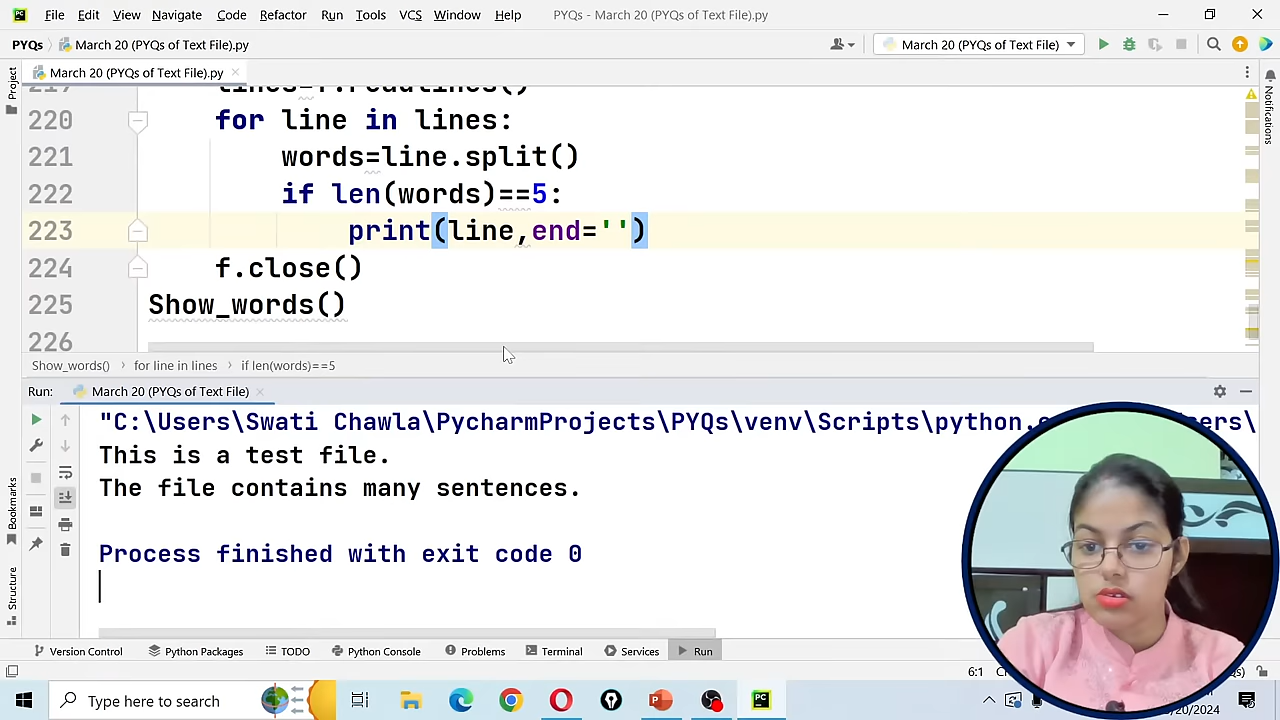 File Edit View Navigate Code Refactor Run Tools VCS Window Help PYQs - March 20 (PYQs of Text File).py
PYQs March 20 (PYQs of Text File).py March 20 (PYQs of Text File)
Project March 20 (PYQs of Text File).py
Notifications
220 for line in lines:
221 words=line.split()
222 if len(words)==5:
223 print(line,end='')
224 f.close()
225 Show_words()
226
Show_words() for line in lines if len(words)==5
Run: March 20 (PYQs of Text File)
"C:\Users\Swati Chawla\PycharmProjects\PYQs\venv\Scripts\python.
This is a test file.
The file contains many sentences.
Process finished with exit code 0
Bookmarks
Structure
Version Control Python Packages TODO Python Console Problems Terminal Services Run
6:1
Type here to search